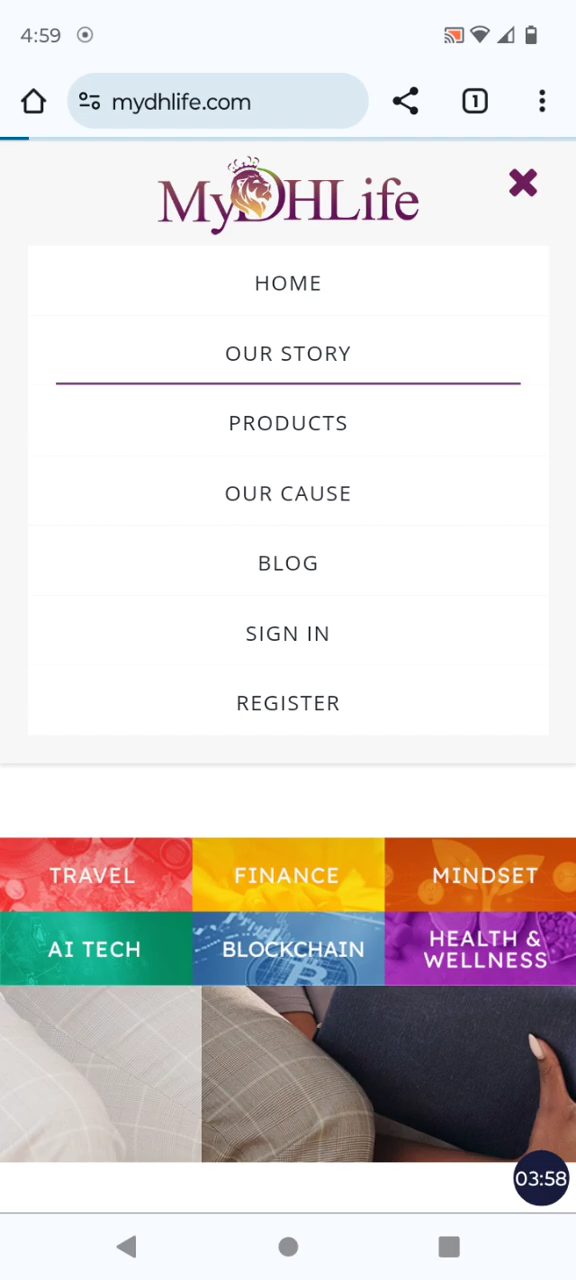 4:59
mydhlife.com
1
MyDHLife
HOME
OUR STORY
PRODUCTS
OUR CAUSE
BLOG
SIGN IN
REGISTER
TRAVEL
FINANCE
MINDSET
AI TECH
BLOCKCHAIN
HEALTH &
WELLNESS
03:58